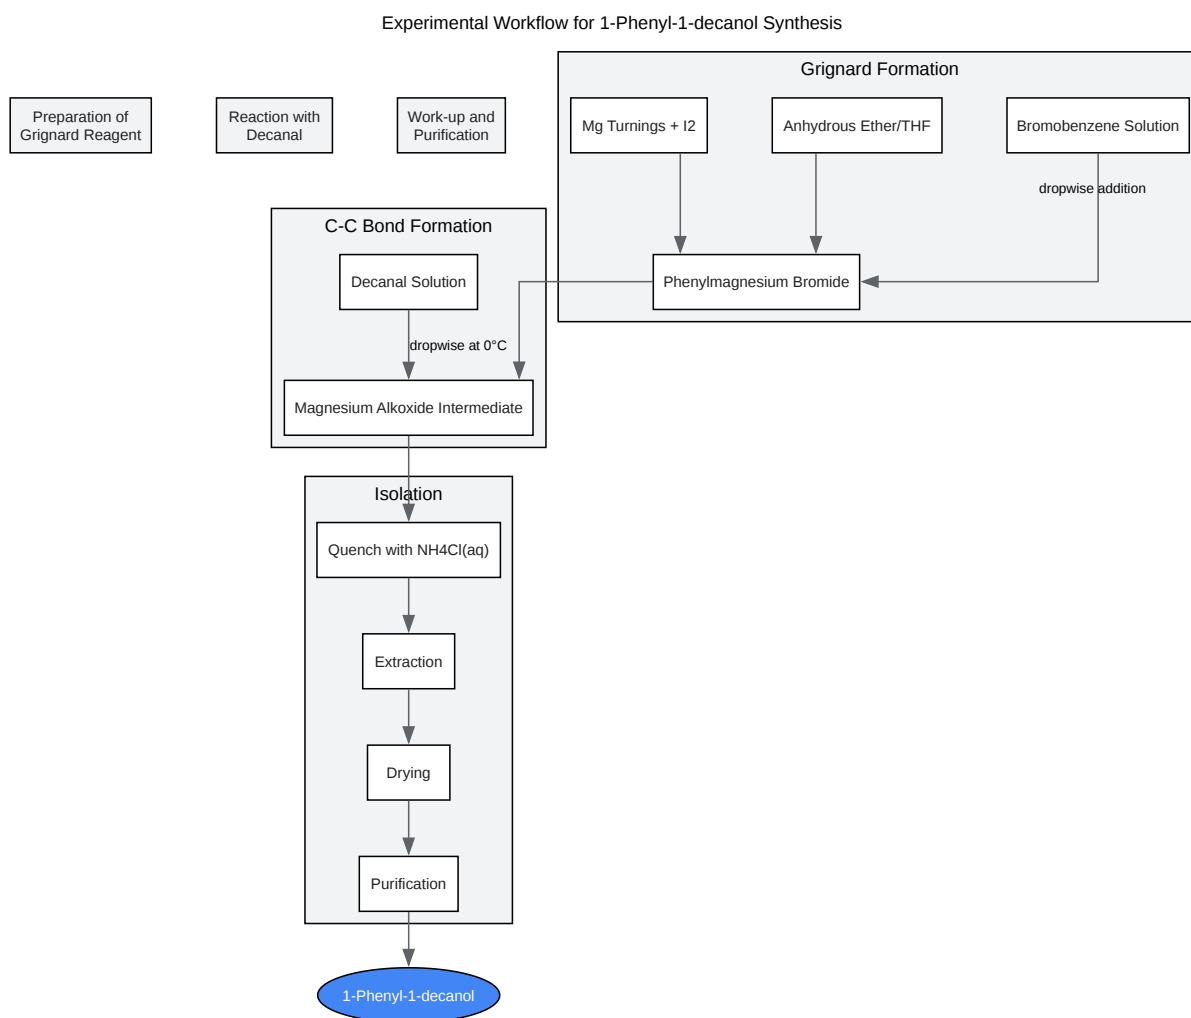 Experimental Workflow for 1-Phenyl-1-decanol Synthesis
Grignard Formation
Preparation of
Grignard Reagent
Reaction with
Decanal
Work-up and
Purification
Mg Turnings + I2
Anhydrous Ether/THF
Bromobenzene Solution
dropwise addition
C-C Bond Formation
Decanal Solution
Phenylmagnesium Bromide
dropwise at 0°C
Magnesium Alkoxide Intermediate
Isolation
Quench with NH4Cl(aq)
Extraction
Drying
Purification
1-Phenyl-1-decanol